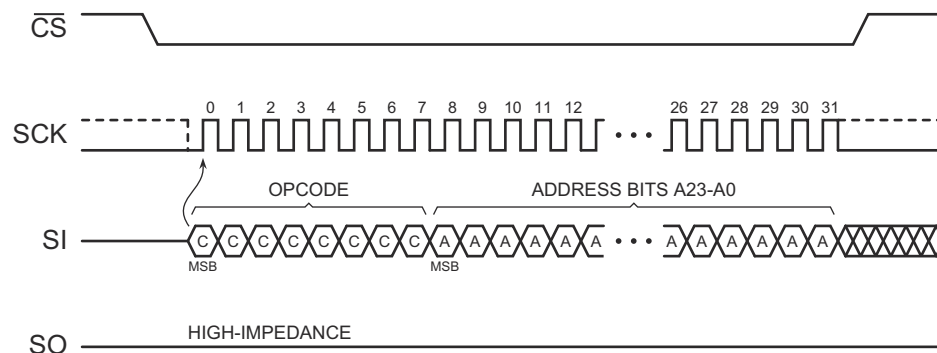 CS
0 1 2 3 4 5 6 7 8 9 10 11 12 26 27 28 29 30 31
SCK
OPCODE ADDRESS BITS A23-A0
SI C C C C C C C C A A A A A A A A A A A A
MSB MSB
HIGH-IMPEDANCE
SO